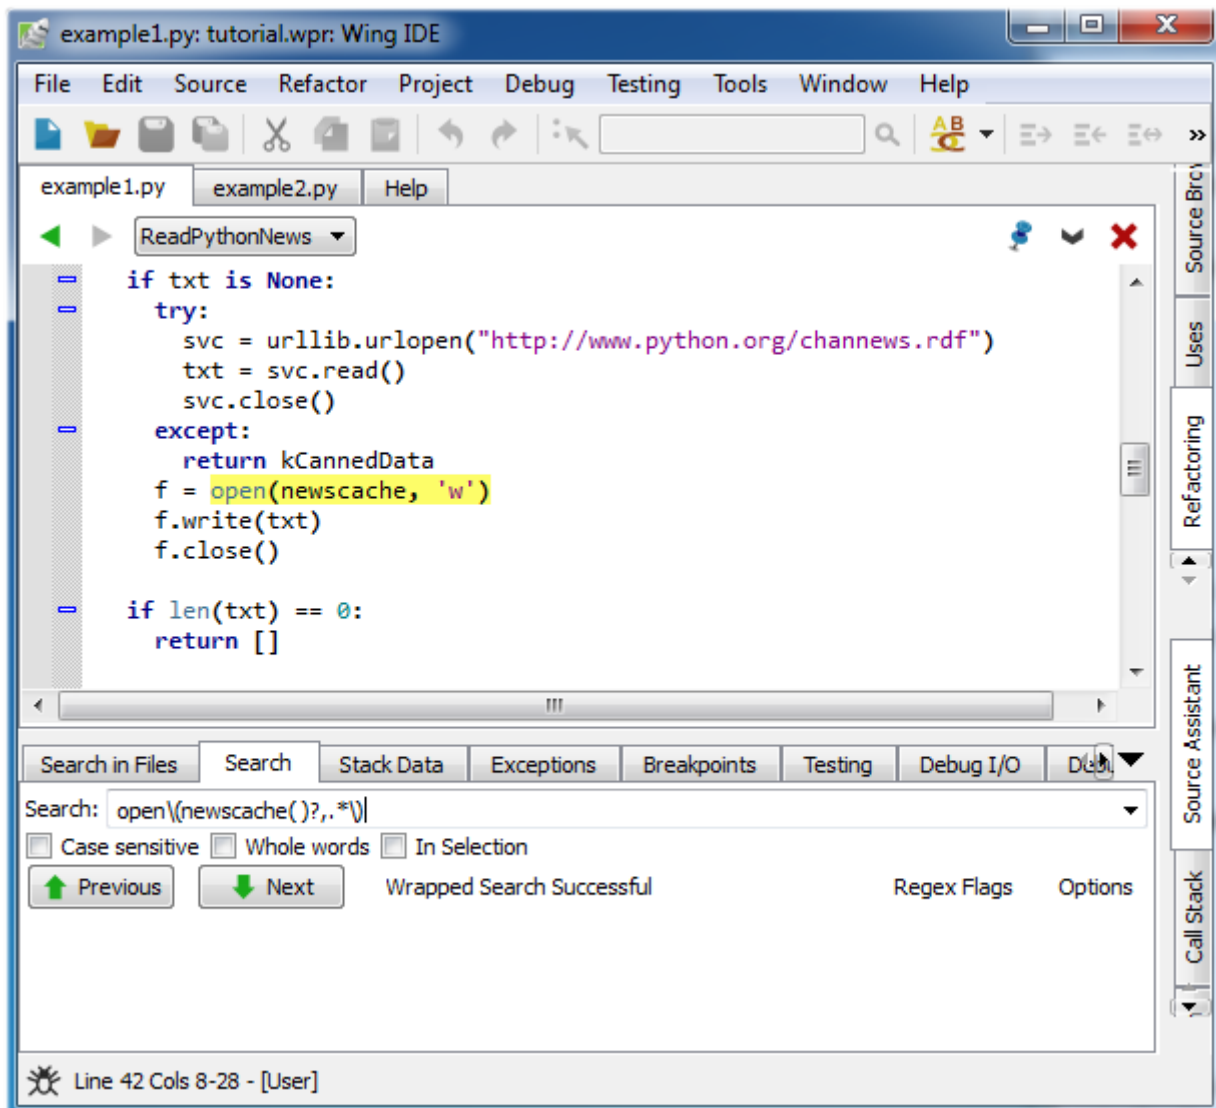 example1.py: tutorial.wpr: Wing IDE
File Edit Source Refactor Project Debug Testing Tools Window Help
example1.py example2.py Help
ReadPythonNews
if txt is None:
try:
svc = urllib.urlopen("http://www.python.org/channews.rdf")
txt = svc.read()
svc.close()
except:
return kCannedData
f = open(newscache, 'w')
f.write(txt)
f.close()
if len(txt) == 0:
return []
Source
Uses
Refactoring
Source Assistant
Call Stack
Search in Files Search Stack Data Exceptions Breakpoints Testing Debug I/O
Search: open\(newscache( )?,.*\)
Case sensitive Whole words In Selection
Previous Next Wrapped Search Successful Regex Flags Options
Line 42 Cols 8-28 - [User]